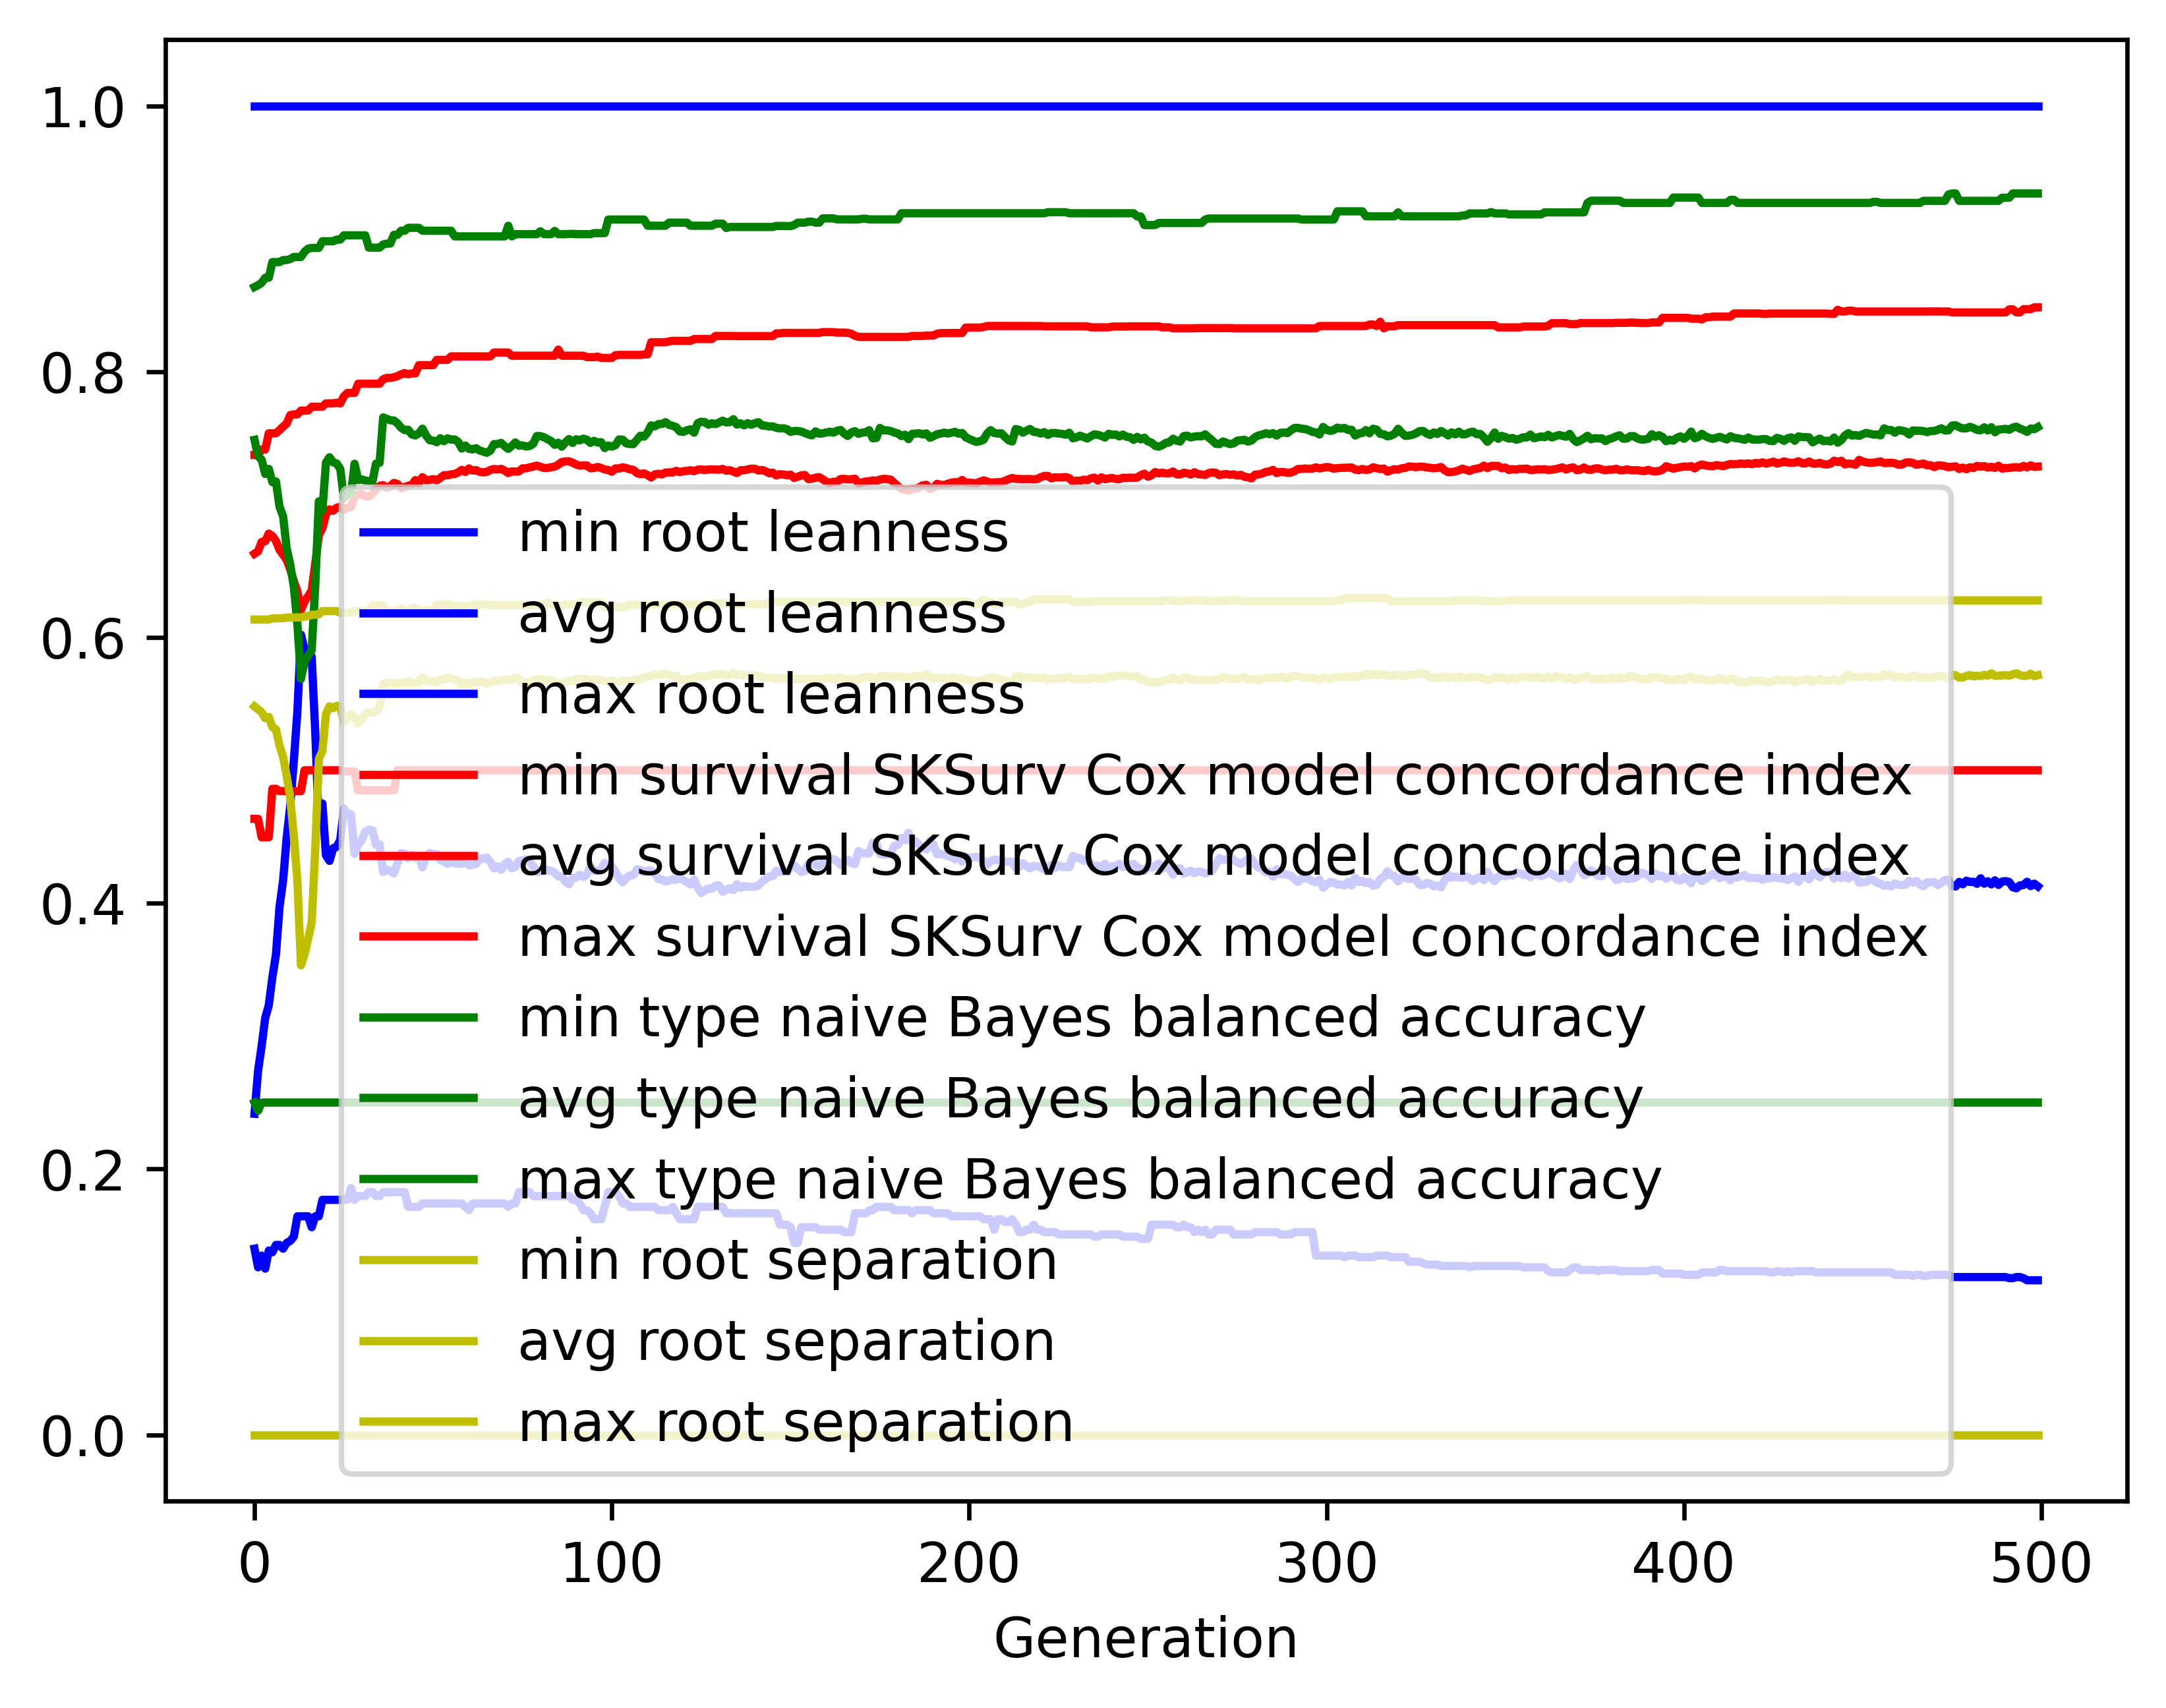 1.0
0.8
0.6
0.4
0.2
0.0
min root leanness
avg root leanness
max root leanness
min survival SKSurv Cox model concordance index
avg survival SKSurv Cox model concordance index
max survival SKSurv Cox model concordance index
min type naive Bayes balanced accuracy
avg type naive Bayes balanced accuracy
max type naive Bayes balanced accuracy
min root separation
avg root separation
max root separation
0 100 200 300 400 500
Generation